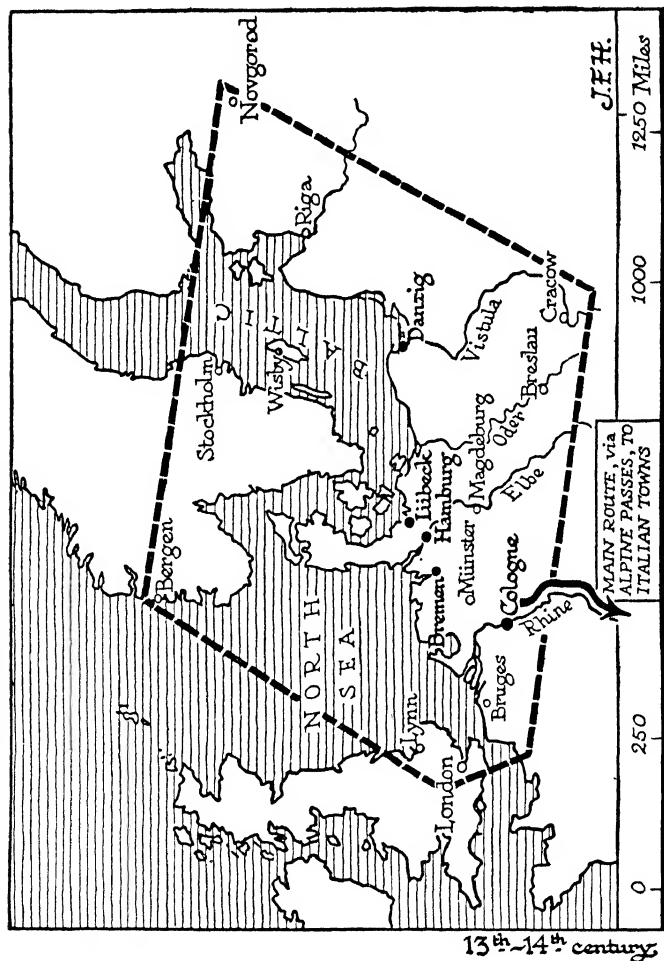 Novgorod
Bergen
Stockholm
Riga
Wisby
BALTIC
NORTH
SEA
Danzig
Lübeck
Hamburg
Bremen
Lynn
Vistula
Magdeburg
Münster
London
Oder
Breslau
Cracow
Elbe
Bruges
Cologne
Rhine
MAIN ROUTE, via
ALPINE PASSES, TO
ITALIAN TOWNS
J.F.H.
0 250 1000 1250 Miles
13th–14th century.